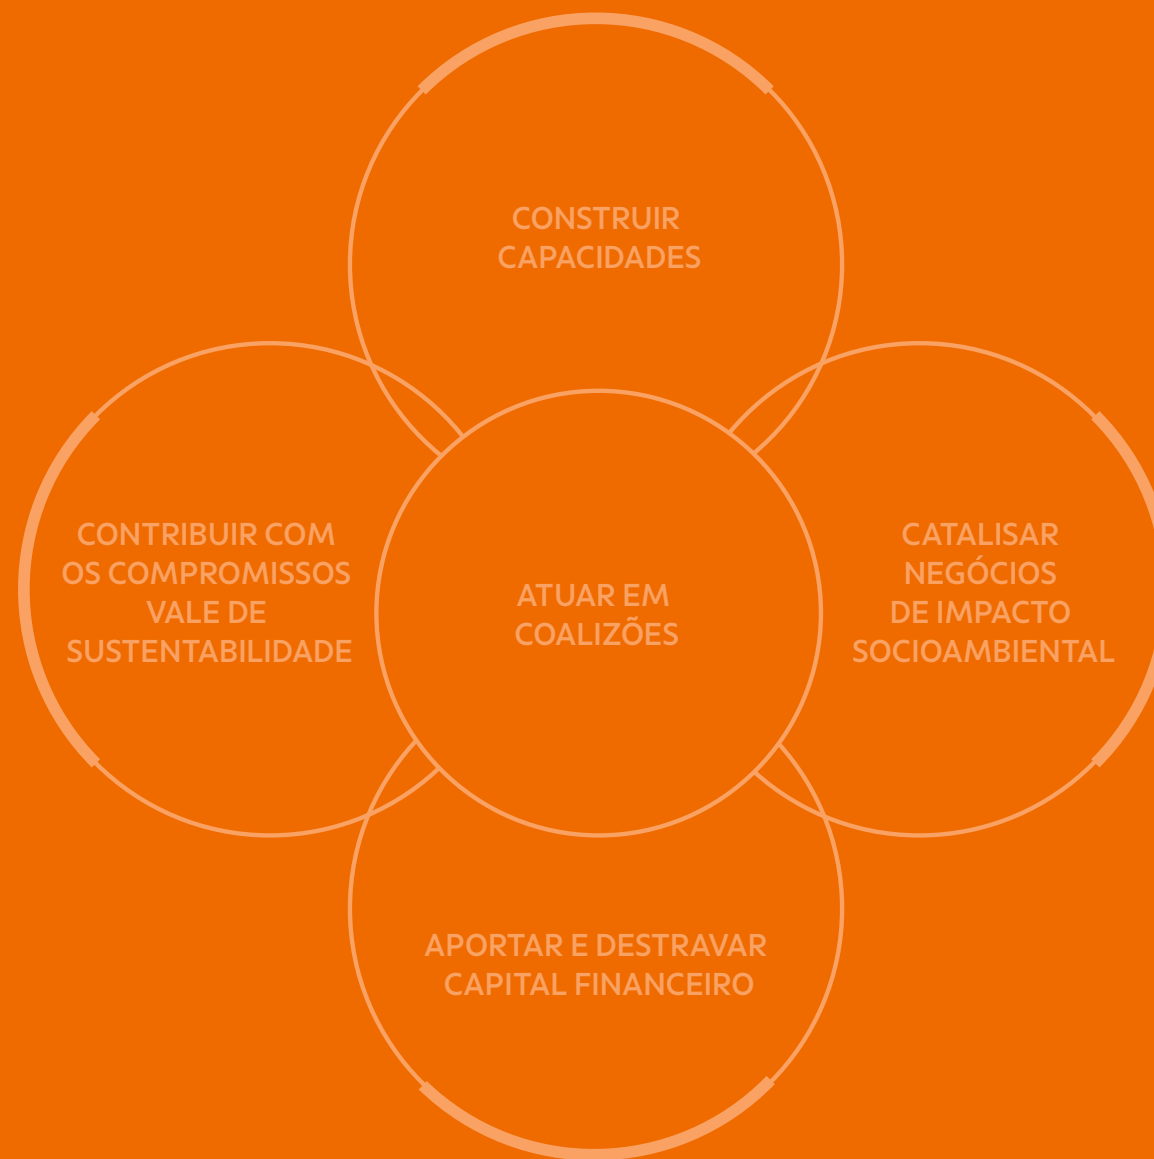 CONSTRUIR
CAPACIDADES
CONTRIBUIR COM
OS COMPROMISSOS
VALE DE
SUSTENTABILIDADE
ATUAR EM
COALIZÕES
CATALISAR
NEGÓCIOS
DE IMPACTO
SOCIOAMBIENTAL
APORTAR E DESTRAVAR
CAPITAL FINANCEIRO